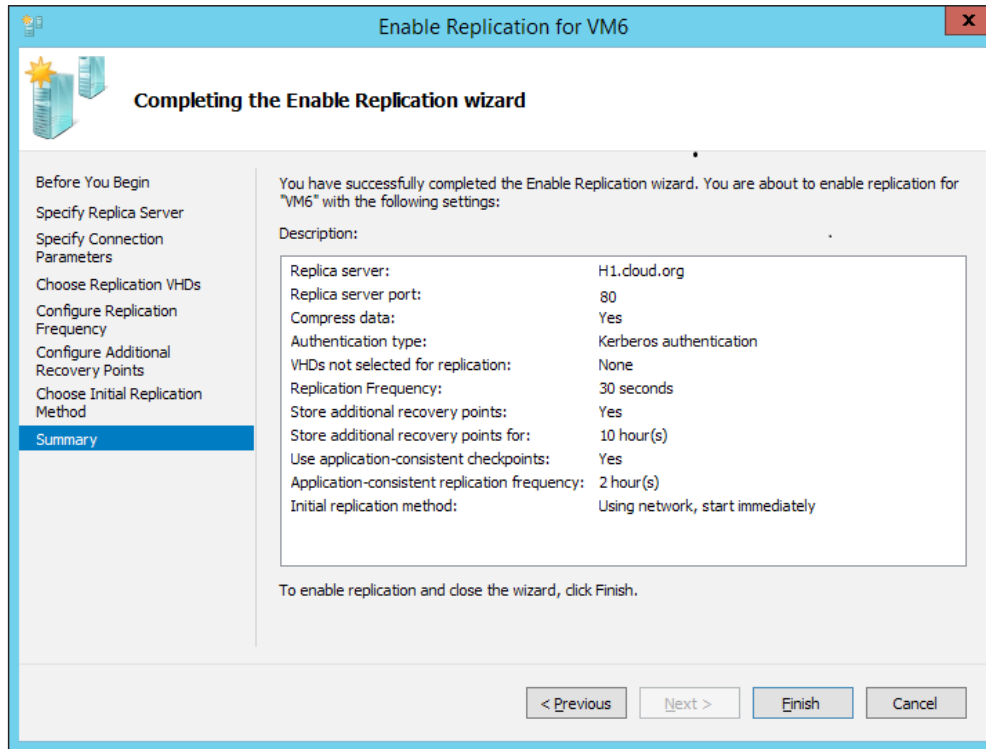 Enable Replication for VM6
x
Completing the Enable Replication wizard
Before You Begin
Specify Replica Server
Specify Connection
Parameters
Choose Replication VHDs
Configure Replication
Frequency
Configure Additional
Recovery Points
Choose Initial Replication
Method
Summary
You have successfully completed the Enable Replication wizard. You are about to enable replication for
"VM6" with the following settings:
Description:
Replica server: H1.cloud.org
Replica server port: 80
Compress data: Yes
Authentication type: Kerberos authentication
VHDs not selected for replication: None
Replication Frequency: 30 seconds
Store additional recovery points: Yes
Store additional recovery points for: 10 hour(s)
Use application-consistent checkpoints: Yes
Application-consistent replication frequency: 2 hour(s)
Initial replication method: Using network, start immediately
To enable replication and close the wizard, click Finish.
< Previous Next > Finish Cancel